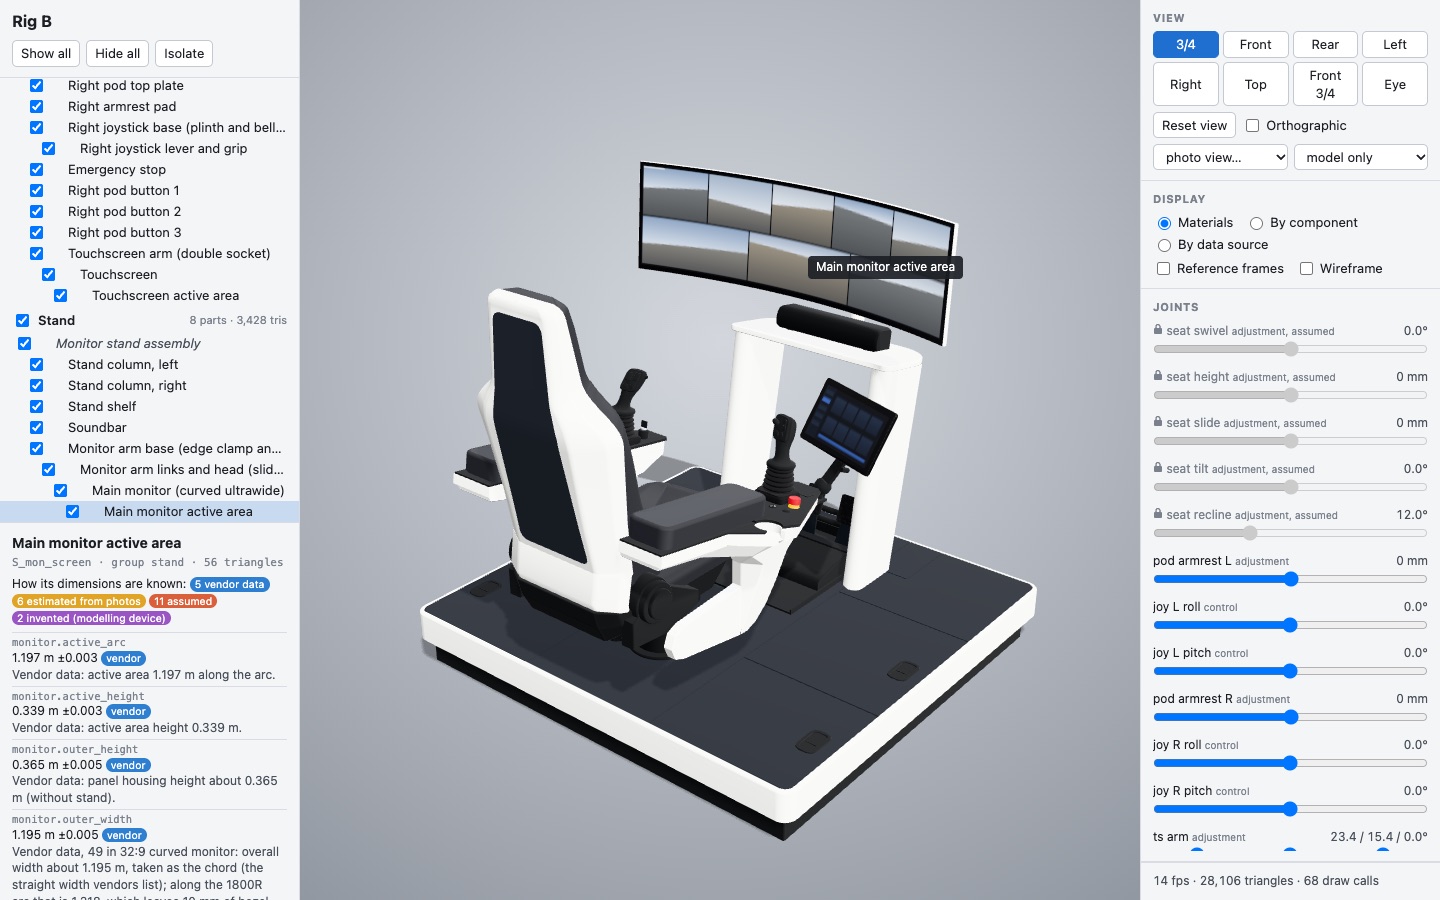 Rig B
Show all
Hide all
Isolate
Right pod top plate
Right armrest pad
Right joystick base (plinth and bell...
Right joystick lever and grip
Emergency stop
Right pod button 1
Right pod button 2
Right pod button 3
Touchscreen arm (double socket)
Touchscreen
Touchscreen active area
Stand 8 parts · 3,428 tris
Monitor stand assembly
Stand column, left
Stand column, right
Stand shelf
Soundbar
Monitor arm base (edge clamp an...
Monitor arm links and head (slid...
Main monitor (curved ultrawide)
Main monitor active area
Main monitor active area
S_mon_screen · group stand · 56 triangles
How its dimensions are known: 5 vendor data
6 estimated from photos 11 assumed
2 invented (modelling device)
monitor.active_arc
1.197 m ±0.003 vendor
Vendor data: active area 1.197 m along the arc.
monitor.active_height
0.339 m ±0.003 vendor
Vendor data: active area height 0.339 m.
monitor.outer_height
0.365 m ±0.005 vendor
Vendor data: panel housing height about 0.365
m (without stand).
monitor.outer_width
1.195 m ±0.005 vendor
Vendor data, 49 in 32:9 curved monitor: overall
width about 1.195 m, taken as the chord (the
straight width vendors list); along the 1800R
Main monitor active area
VIEW
3/4
Front
Rear
Left
Right
Top
Front
3/4
Eye
Reset view
Orthographic
photo view...
model only
DISPLAY
Materials
By component
By data source
Reference frames
Wireframe
JOINTS
seat swivel adjustment, assumed 0.0°
seat height adjustment, assumed 0 mm
seat slide adjustment, assumed 0 mm
seat tilt adjustment, assumed 0.0°
seat recline adjustment, assumed 12.0°
pod armrest L adjustment 0 mm
joy L roll control 0.0°
joy L pitch control 0.0°
pod armrest R adjustment 0 mm
joy R roll control 0.0°
joy R pitch control 0.0°
ts arm adjustment 23.4 / 15.4 / 0.0°
14 fps · 28,106 triangles · 68 draw calls